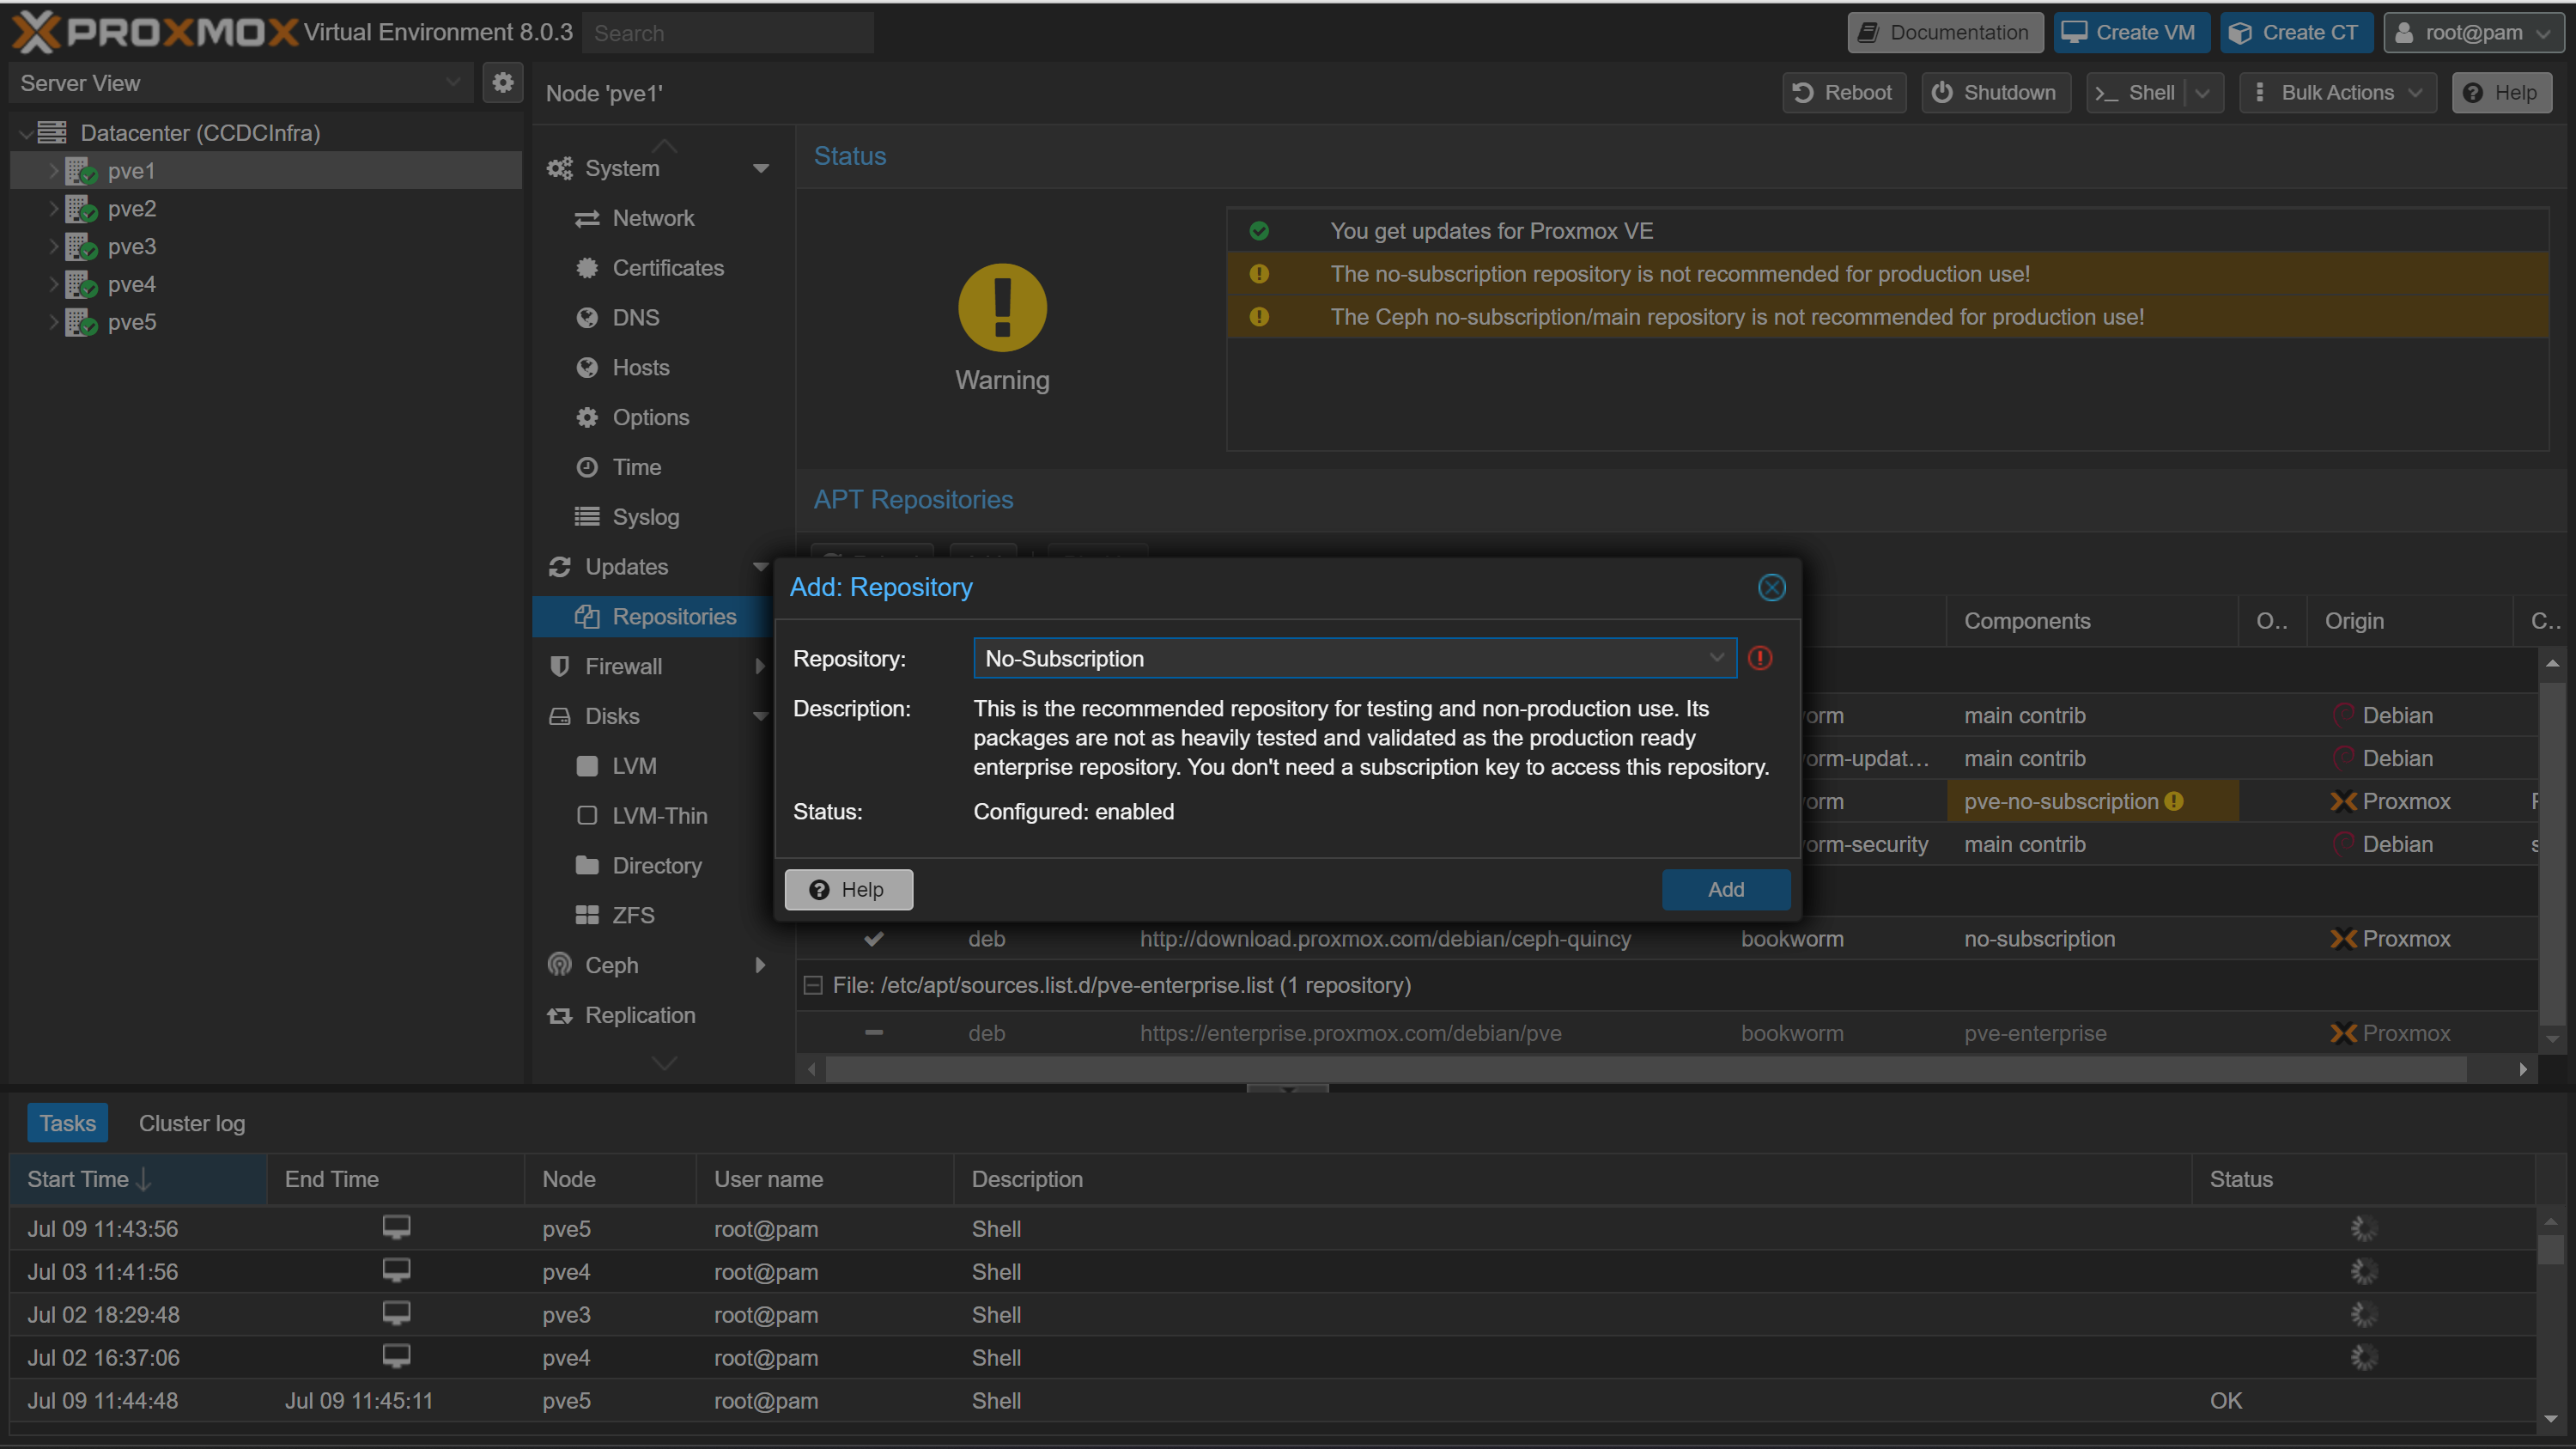 PROXMOX Virtual Environment 8.0.3 Search Documentation Create VM Create CT root@pam
Server View
Node 'pve1' Reboot Shutdown Shell Bulk Actions Help
Datacenter (CCDCInfra)
pve1
pve2
pve3
pve4
pve5
System
Network
Certificates
DNS
Hosts
Options
Time
Syslog
Updates
Repositories
Firewall
Disks
LVM
LVM-Thin
Directory
ZFS
Ceph
Replication
Status
Warning
You get updates for Proxmox VE
The no-subscription repository is not recommended for production use!
The Ceph no-subscription/main repository is not recommended for production use!
APT Repositories
Add: Repository
Repository: No-Subscription
Description: This is the recommended repository for testing and non-production use. Its
packages are not as heavily tested and validated as the production ready
enterprise repository. You don't need a subscription key to access this repository.
Status: Configured: enabled
Help Add
Components O.. Origin C..
orm main contrib Debian
orm-updat... main contrib Debian
orm pve-no-subscription Proxmox
orm-security main contrib Debian s
deb http://download.proxmox.com/debian/ceph-quincy bookworm no-subscription Proxmox
File: /etc/apt/sources.list.d/pve-enterprise.list (1 repository)
deb https://enterprise.proxmox.com/debian/pve bookworm pve-enterprise Proxmox
Tasks Cluster log
Start Time End Time Node User name Description Status
Jul 09 11:43:56 pve5 root@pam Shell
Jul 03 11:41:56 pve4 root@pam Shell
Jul 02 18:29:48 pve3 root@pam Shell
Jul 02 16:37:06 pve4 root@pam Shell
Jul 09 11:44:48 Jul 09 11:45:11 pve5 root@pam Shell OK